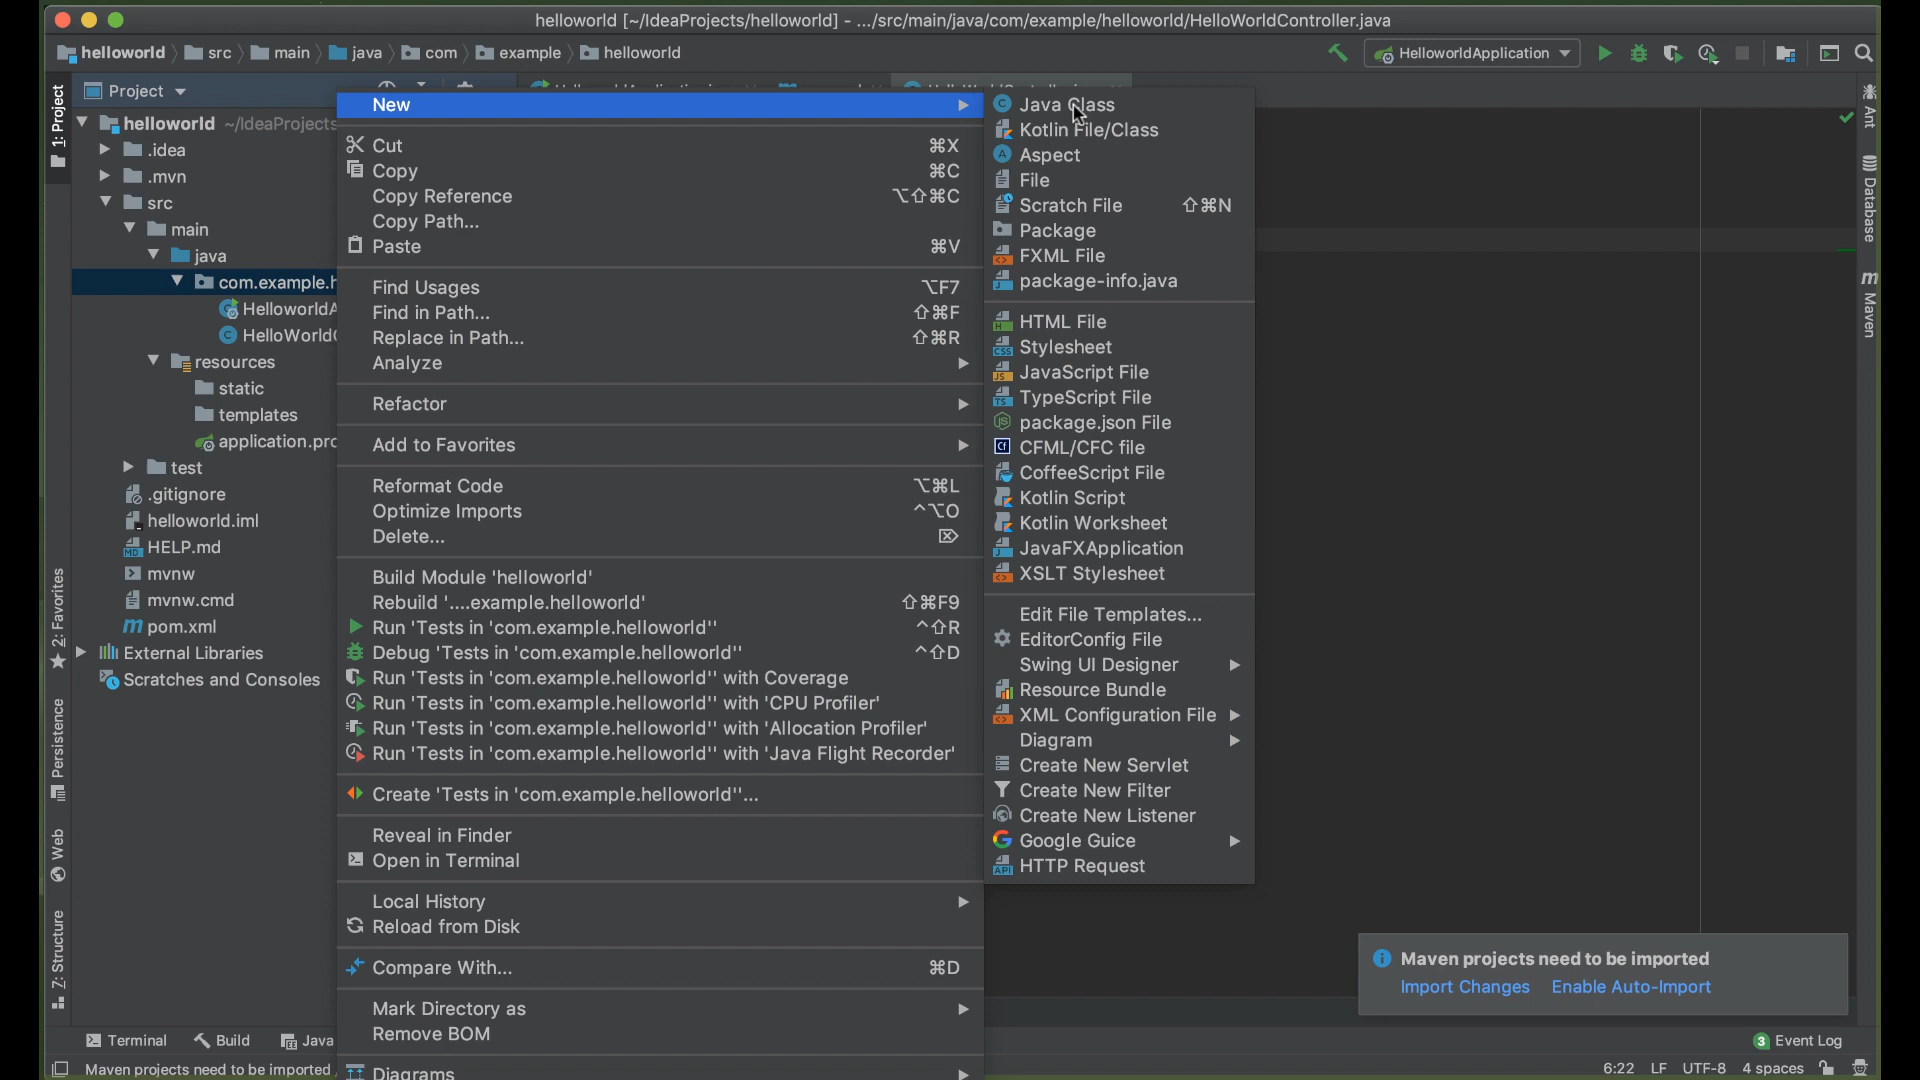 helloworld [~/IdeaProjects/helloworld] - .../src/main/java/com/example/helloworld/HelloWorldController.java
helloworld src main java com example helloworld
HelloworldApplication
Project
New
Java Class
helloworld ~/IdeaProjects
Kotlin File/Class
.idea
Cut ⌘X
Aspect
.mvn
Copy ⌘C
File
src
Copy Reference ⌥⇧⌘C
Scratch File ⇧⌘N
main
Copy Path...
Package
java
Paste ⌘V
FXML File
com.example.h
Find Usages ⌥F7
package-info.java
HelloworldA
Find in Path... ⇧⌘F
HTML File
HelloWorldC
Replace in Path... ⇧⌘R
Stylesheet
resources
Analyze
JavaScript File
static
Refactor
TypeScript File
templates
package.json File
application.pro
Add to Favorites
CFML/CFC file
test
CoffeeScript File
.gitignore
Reformat Code ⌥⌘L
Kotlin Script
helloworld.iml
Optimize Imports ^⌥O
Kotlin Worksheet
HELP.md
Delete... ⌦
JavaFXApplication
mvnw
Build Module 'helloworld'
XSLT Stylesheet
mvnw.cmd
Rebuild '....example.helloworld' ⇧⌘F9
Edit File Templates...
pom.xml
Run 'Tests in 'com.example.helloworld'' ^⇧R
EditorConfig File
External Libraries
Debug 'Tests in 'com.example.helloworld'' ^⇧D
Swing UI Designer
Scratches and Consoles
Run 'Tests in 'com.example.helloworld'' with Coverage
Resource Bundle
Run 'Tests in 'com.example.helloworld'' with 'CPU Profiler'
XML Configuration File
Run 'Tests in 'com.example.helloworld'' with 'Allocation Profiler'
Diagram
Run 'Tests in 'com.example.helloworld'' with 'Java Flight Recorder'
Create New Servlet
Create 'Tests in 'com.example.helloworld''...
Create New Filter
Create New Listener
Reveal in Finder
Google Guice
Open in Terminal
HTTP Request
Local History
Reload from Disk
Compare With... ⌘D
Mark Directory as
Remove BOM
Diagrams
Maven projects need to be imported
Import Changes Enable Auto-Import
1: Project
2: Favorites
Persistence
Web
7: Structure
Ant
Database
Maven
Terminal Build Java
3 Event Log
Maven projects need to be imported
6:22 LF UTF-8 4 spaces